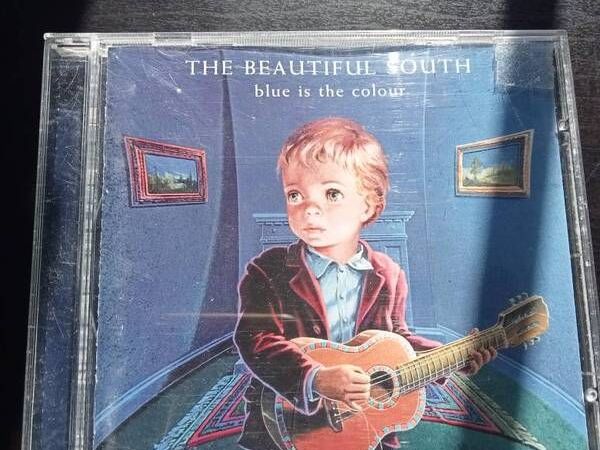 THE BEAUTIFUL SOUTH
blue is the colour